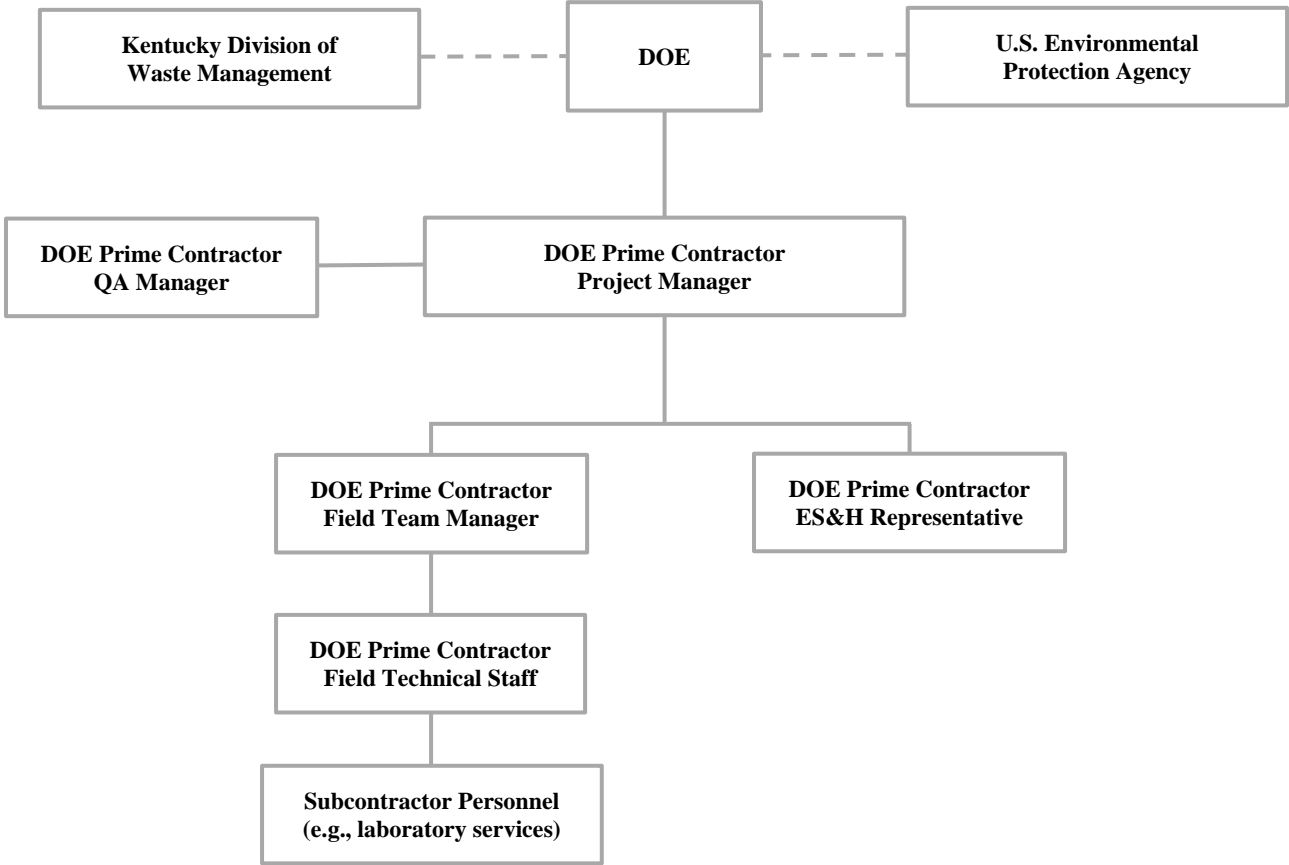 Kentucky Division of
Waste Management
DOE
U.S. Environmental
Protection Agency
DOE Prime Contractor
QA Manager
DOE Prime Contractor
Project Manager
DOE Prime Contractor
Field Team Manager
DOE Prime Contractor
ES&H Representative
DOE Prime Contractor
Field Technical Staff
Subcontractor Personnel
(e.g., laboratory services)